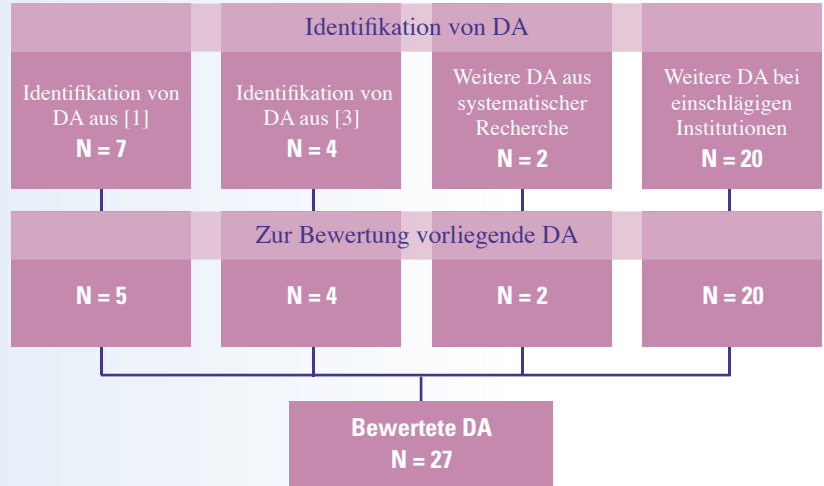 Identifikation von DA
Identifikation von
DA aus [1]
N = 7
Identifikation von
DA aus [3]
N = 4
Weitere DA aus
systematischer
Recherche
N = 2
Weitere DA bei
einschlägigen
Institutionen
N = 20
Zur Bewertung vorliegende DA
N = 5
N = 4
N = 2
N = 20
Bewertete DA
N = 27